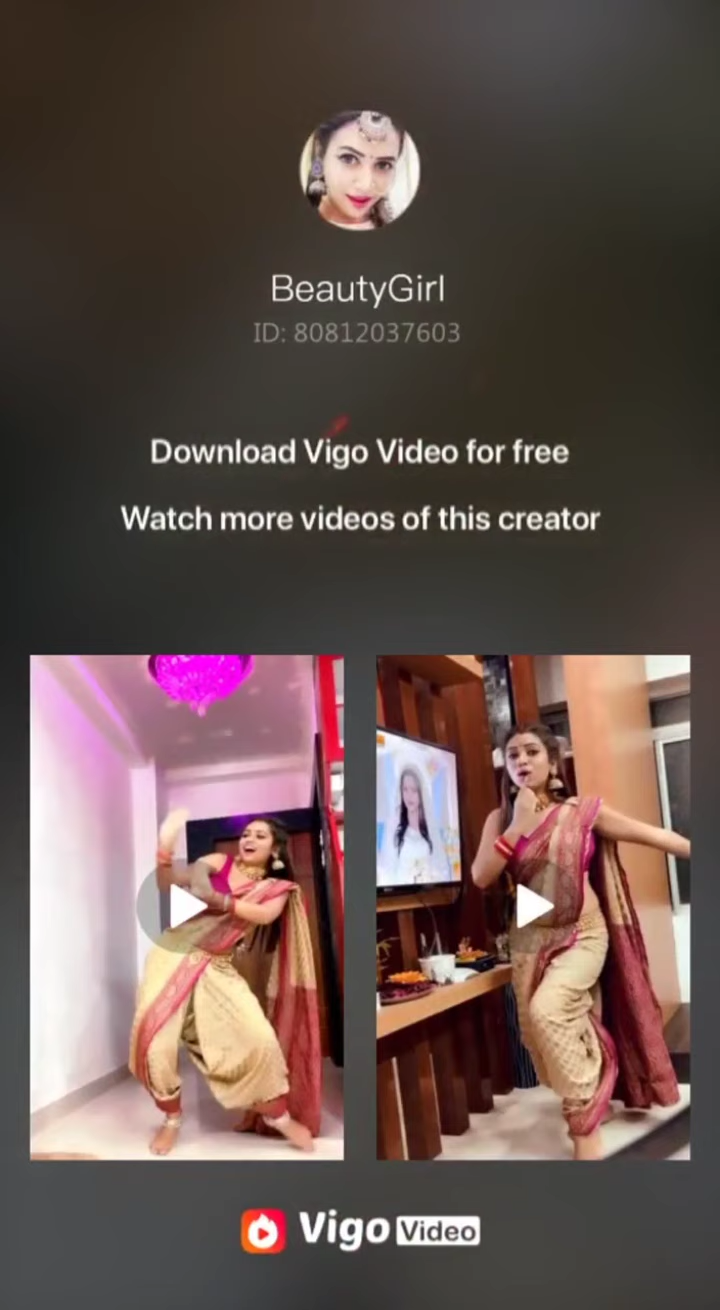 BeautyGirl
ID: 80812037603
Download Vigo Video for free
Watch more videos of this creator
Vigo Video